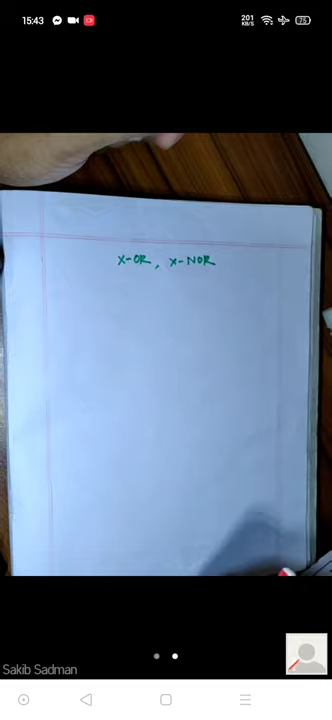 15:43
201
KB/S
75
X-OR, X-NOR
Sakib Sadman